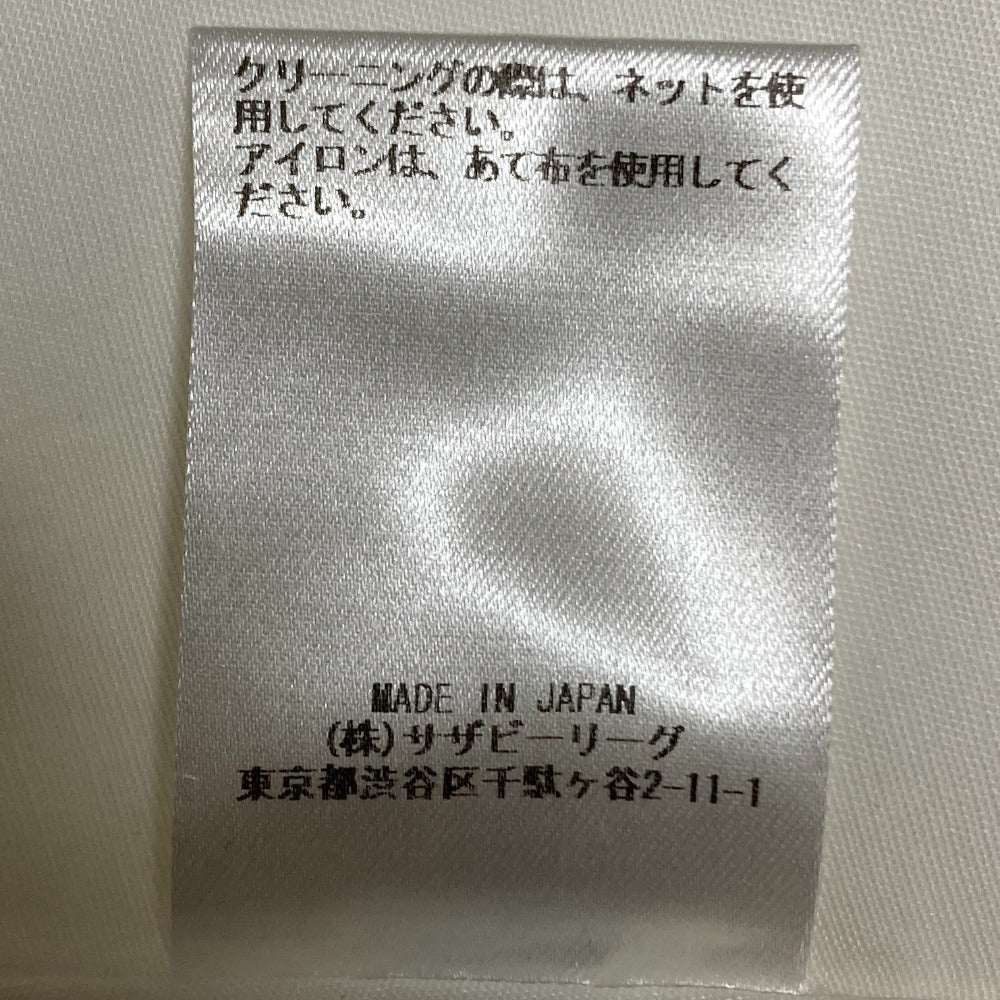 クリーニングの際は、ネットを使
用してください。
アイロンは、あて布を使用してく
ださい。
MADE IN JAPAN
(株)サザビーリーグ
東京都渋谷区千駄ヶ谷2-11-1